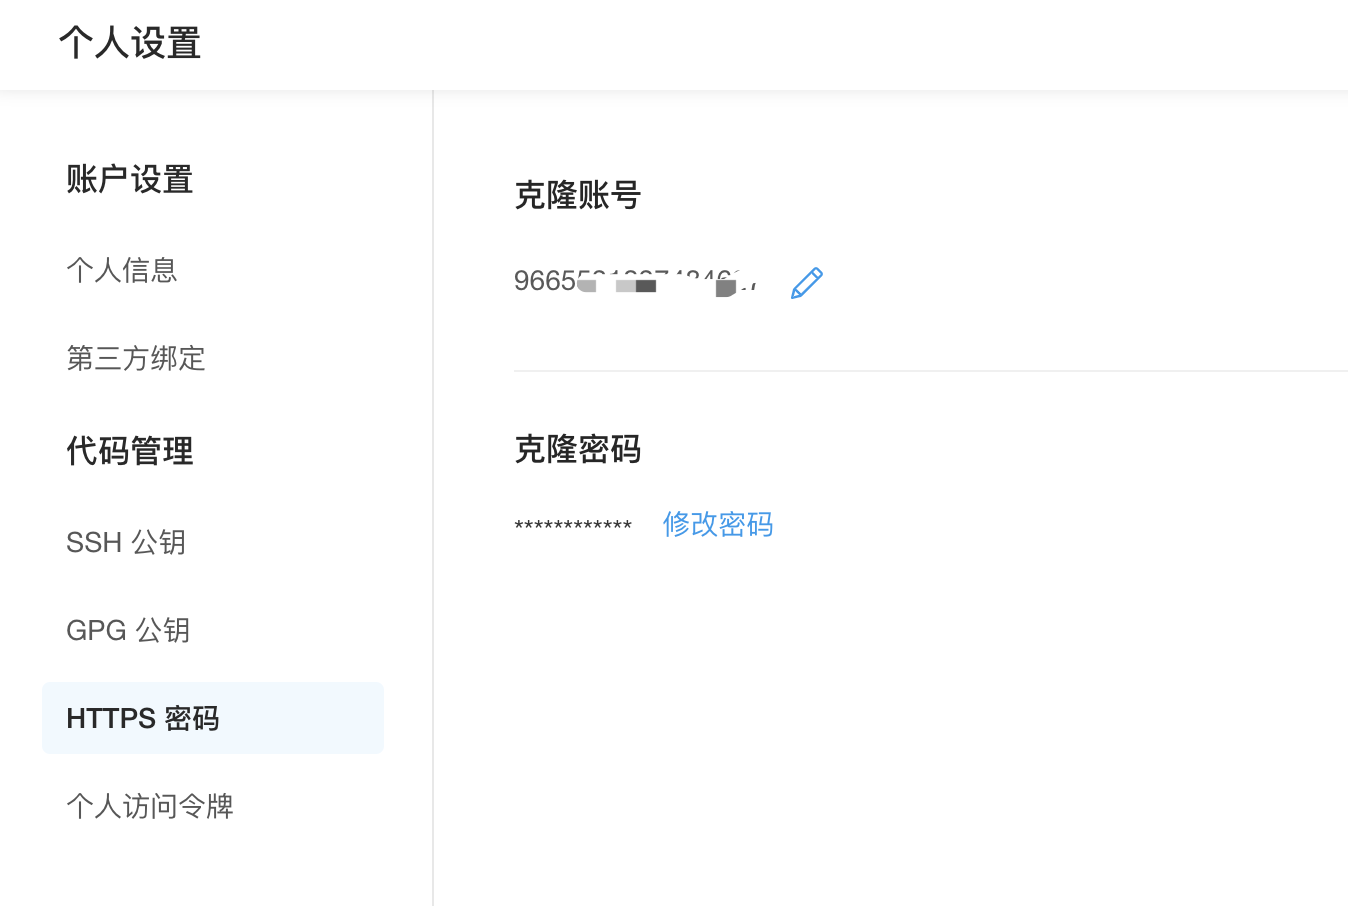 个人设置
账户设置
个人信息
第三方绑定
代码管理
SSH 公钥
GPG 公钥
HTTPS 密码
个人访问令牌
克隆账号
9665
克隆密码
************ 修改密码